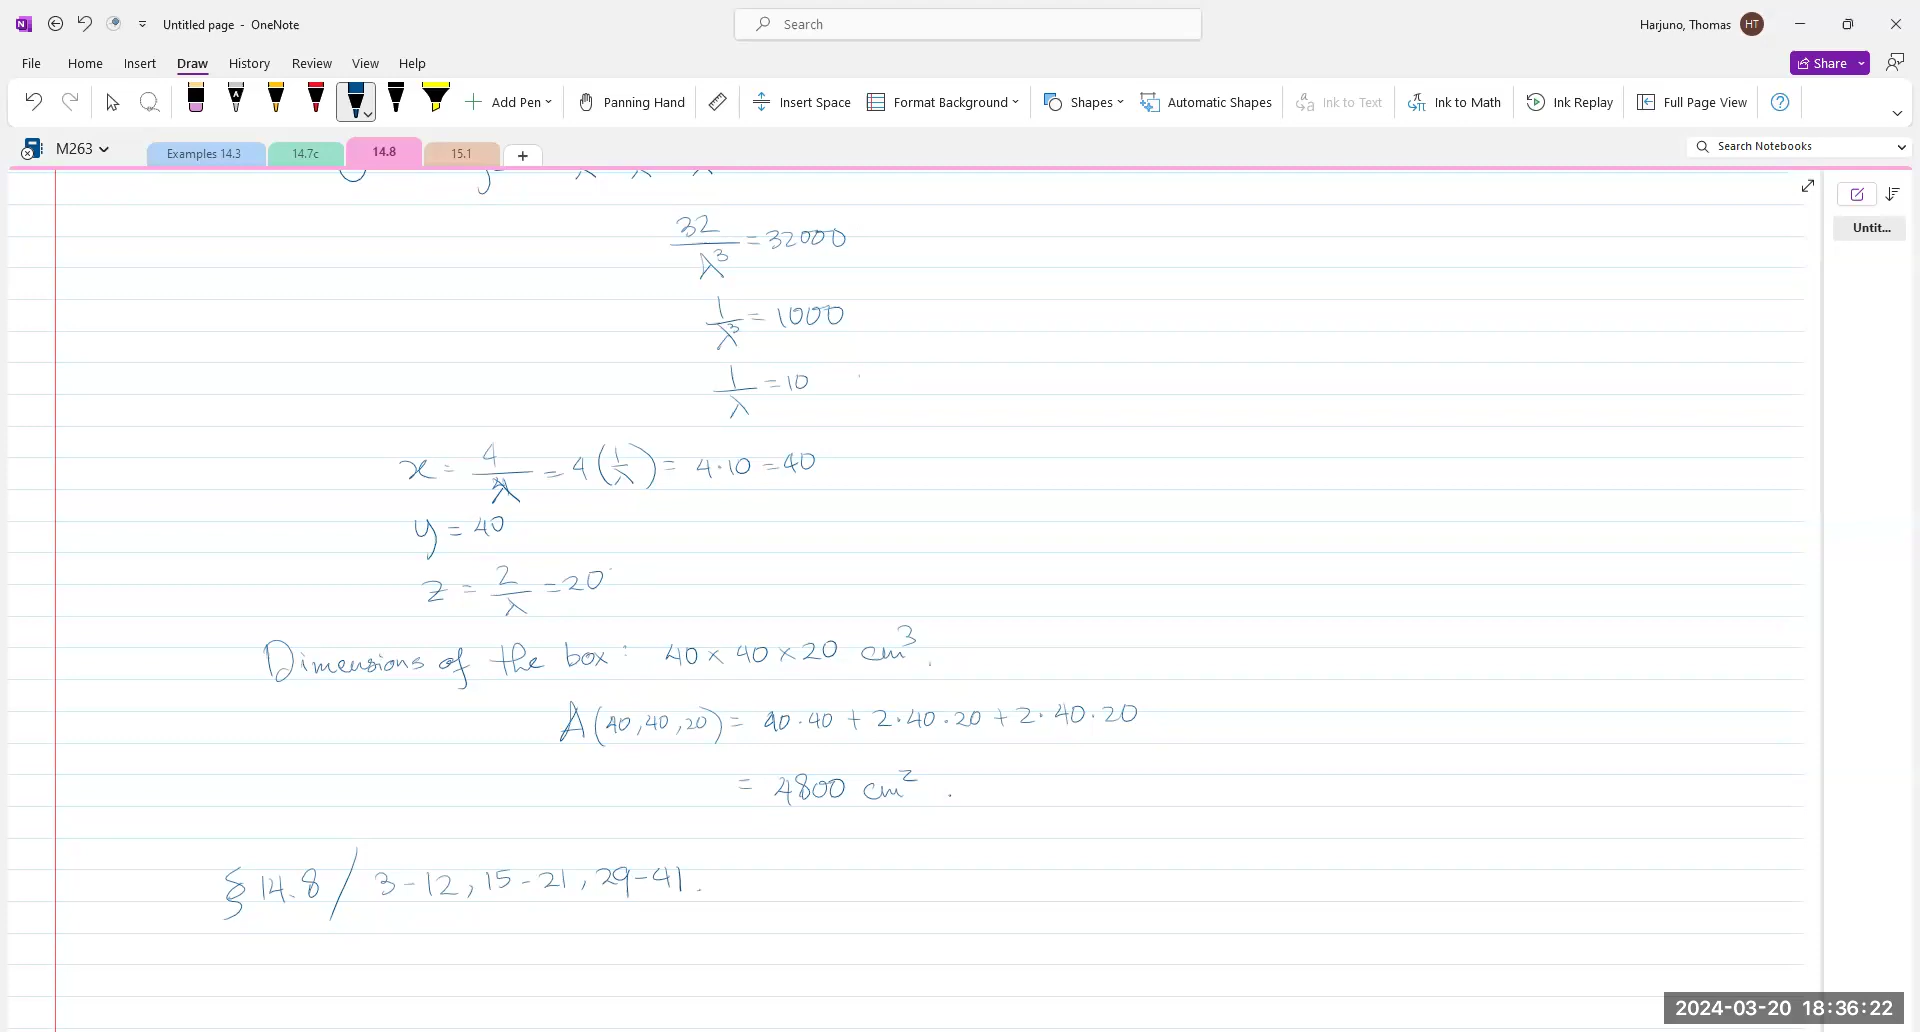 Untitled page - OneNote
Search
Harjuno, Thomas HT
File Home Insert Draw History Review View Help
Share
Add Pen Panning Hand Insert Space Format Background Shapes Automatic Shapes Ink to Text Ink to Math Ink Replay Full Page View
M263 Examples 14.3 14.7c 14.8 15.1 +
Search Notebooks
Untit...
32/λ³ = 32000
1/λ³ = 1000
1/λ = 10
x = 4/λ = 4(1/λ) = 4·10 = 40
y = 40
z = 2/λ = 20
Dimensions of the box: 40 × 40 × 20 cm³.
A(40,40,20) = 40·40 + 2·40·20 + 2·40·20
= 4800 cm².
§ 14.8 / 3-12, 15-21, 29-41.
2024-03-20 18:36:22